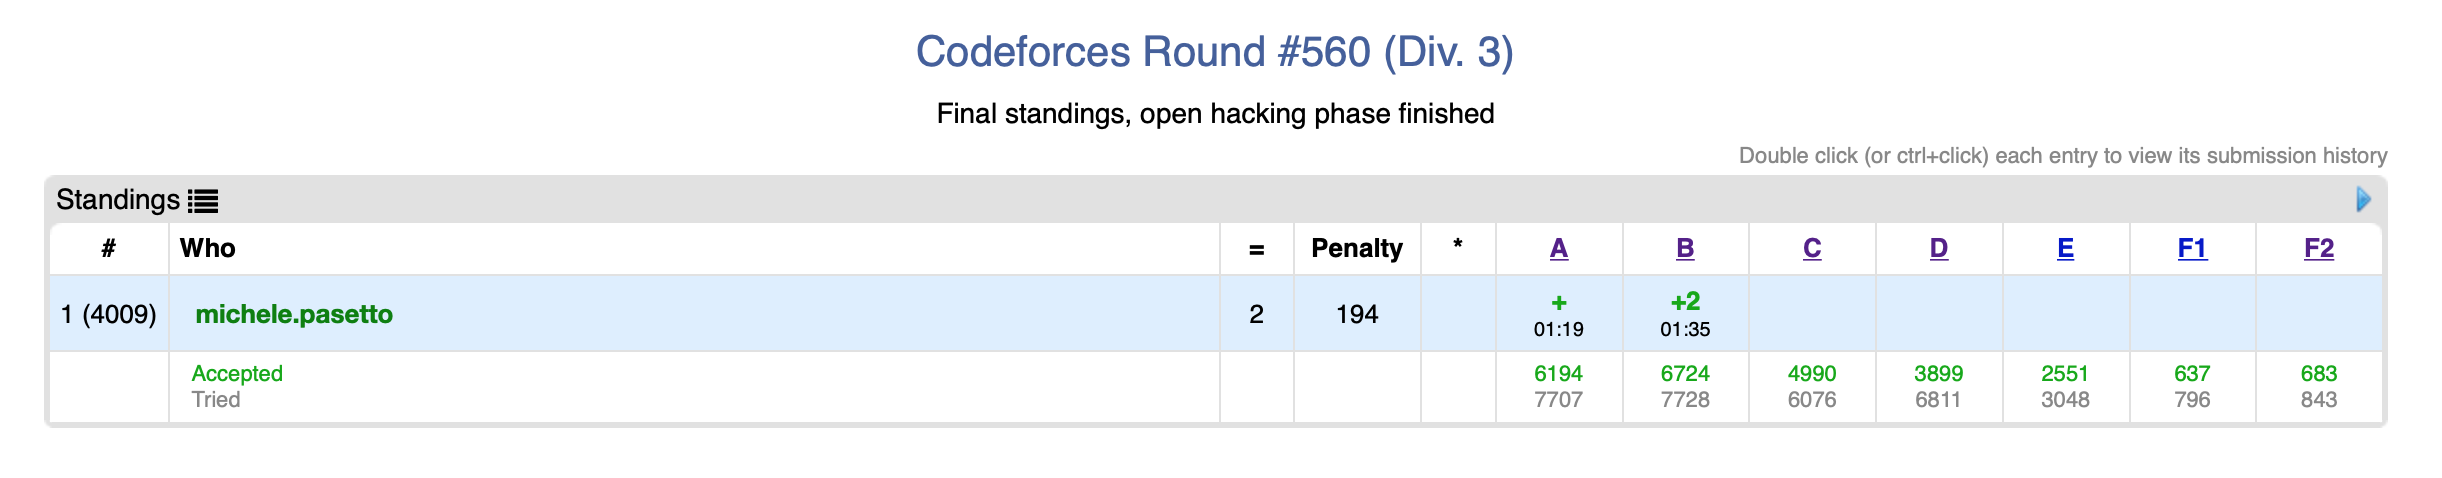 Codeforces Round #560 (Div. 3)
Final standings, open hacking phase finished
Double click (or ctrl+click) each entry to view its submission history
Standings
# Who = Penalty * A B C D E F1 F2
1 (4009) michele.pasetto 2 194 + +2
01:19 01:35
Accepted 6194 6724 4990 3899 2551 637 683
Tried 7707 7728 6076 6811 3048 796 843